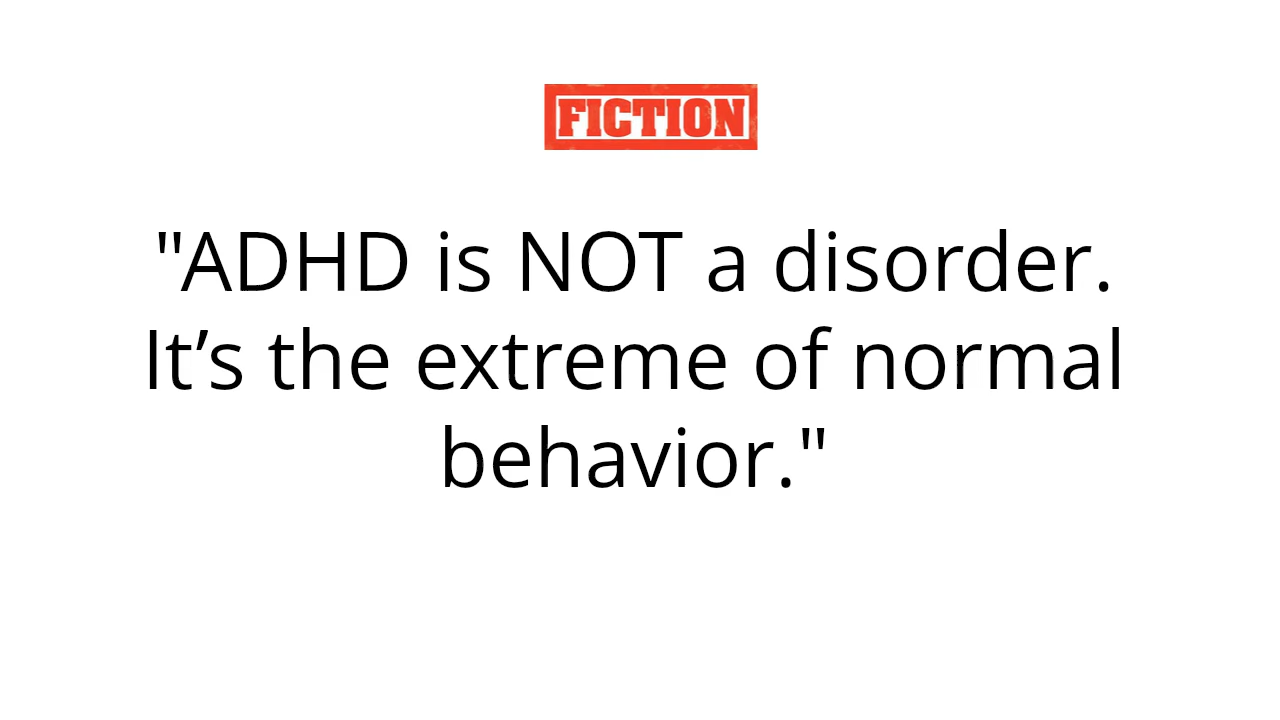 FICTION
"ADHD is NOT a disorder.
It’s the extreme of normal
behavior."